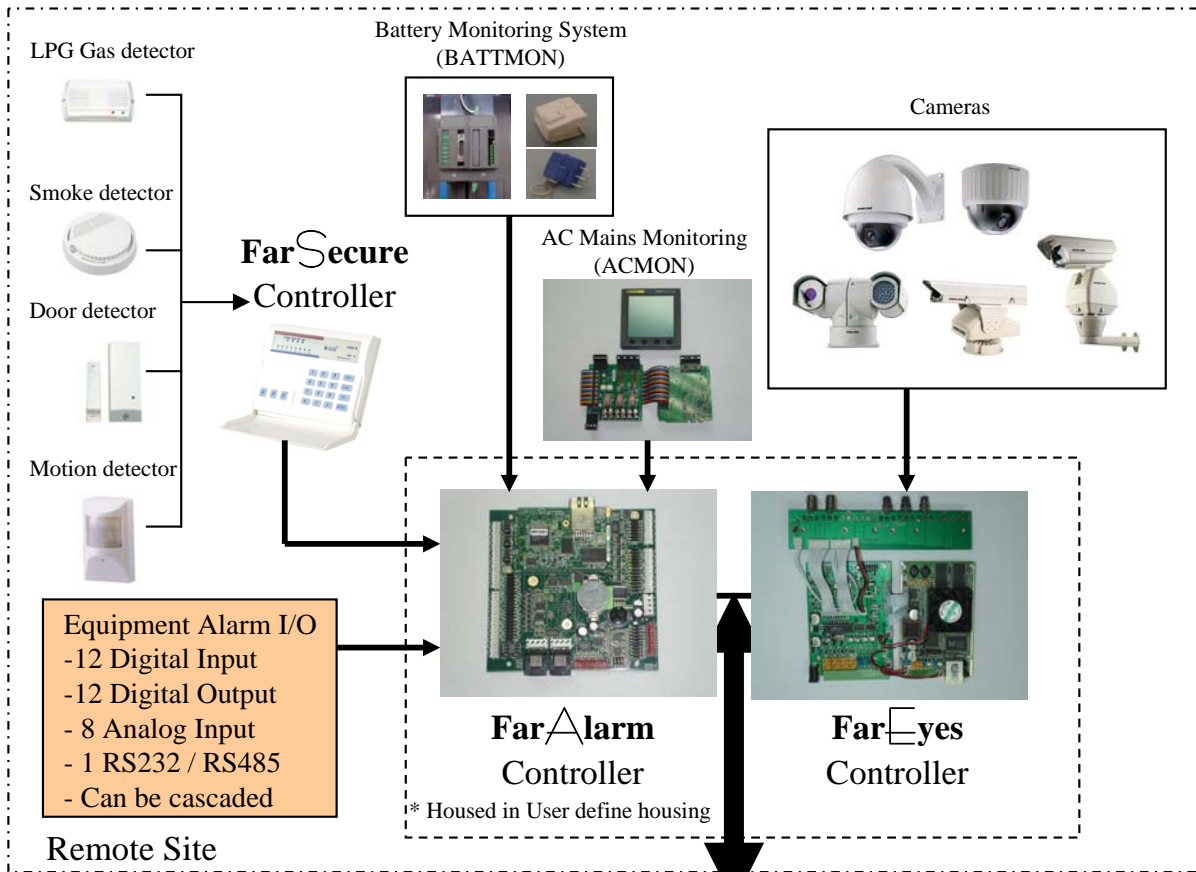 LPG Gas detector
Smoke detector
Door detector
Motion detector
FarSecure
Controller
Battery Monitoring System
(BATTMON)
AC Mains Monitoring
(ACMON)
Cameras
Equipment Alarm I/O
-12 Digital Input
-12 Digital Output
- 8 Analog Input
- 1 RS232 / RS485
- Can be cascaded
FarAlarm
Controller
FarEyes
Controller
* Housed in User define housing
Remote Site